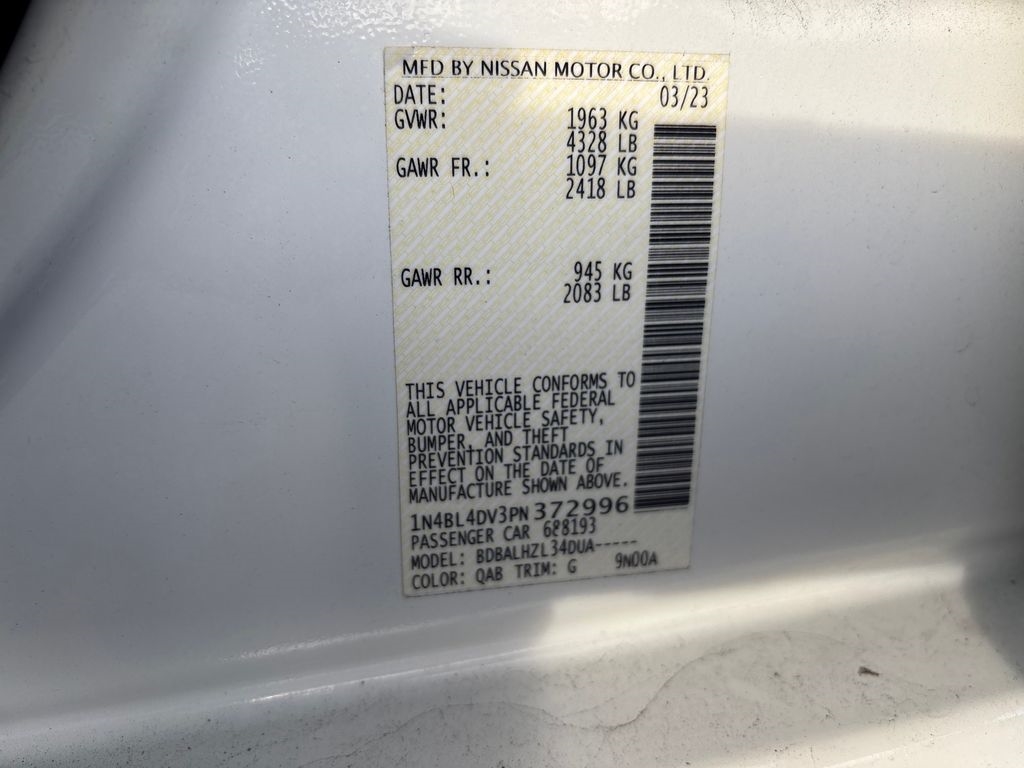 MFD BY NISSAN MOTOR CO., LTD.
DATE: 03/23
GVWR: 1963 KG
4328 LB
GAWR FR.: 1097 KG
2418 LB
GAWR RR.: 945 KG
2083 LB
THIS VEHICLE CONFORMS TO
ALL APPLICABLE FEDERAL
MOTOR VEHICLE SAFETY,
BUMPER, AND THEFT
PREVENTION STANDARDS IN
EFFECT ON THE DATE OF
MANUFACTURE SHOWN ABOVE.
1N4BL4DV3PN 372996
PASSENGER CAR 688193
MODEL: BDBALHZL34DUA-----
COLOR: QAB TRIM: G 9N00A